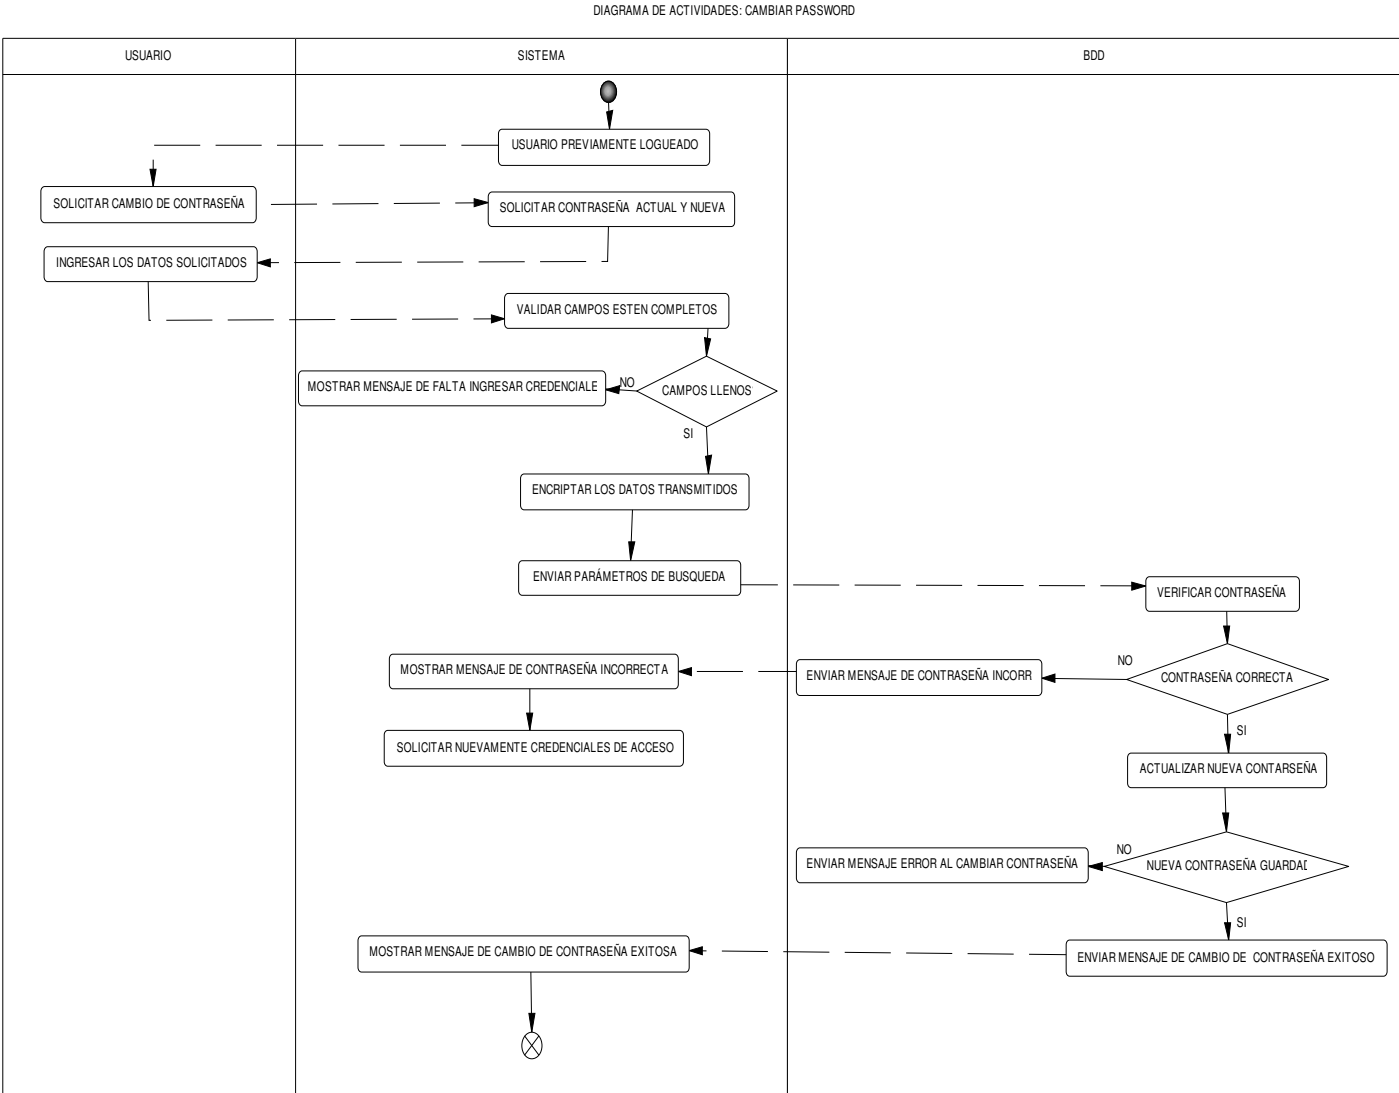 DIAGRAMA DE ACTIVIDADES: CAMBIAR PASSWORD
USUARIO
SISTEMA
BDD
USUARIO PREVIAMENTE LOGUEADO
SOLICITAR CAMBIO DE CONTRASEÑA
SOLICITAR CONTRASEÑA ACTUAL Y NUEVA
INGRESAR LOS DATOS SOLICITADOS
VALIDAR CAMPOS ESTEN COMPLETOS
MOSTRAR MENSAJE DE FALTA INGRESAR CREDENCIALE
NO
CAMPOS LLENOS
SI
ENCRIPTAR LOS DATOS TRANSMITIDOS
ENVIAR PARÁMETROS DE BUSQUEDA
VERIFICAR CONTRASEÑA
MOSTRAR MENSAJE DE CONTRASEÑA INCORRECTA
ENVIAR MENSAJE DE CONTRASEÑA INCORR
NO
CONTRASEÑA CORRECTA
SI
SOLICITAR NUEVAMENTE CREDENCIALES DE ACCESO
ACTUALIZAR NUEVA CONTARSEÑA
ENVIAR MENSAJE ERROR AL CAMBIAR CONTRASEÑA
NO
NUEVA CONTRASEÑA GUARDAD
SI
MOSTRAR MENSAJE DE CAMBIO DE CONTRASEÑA EXITOSA
ENVIAR MENSAJE DE CAMBIO DE CONTRASEÑA EXITOSO